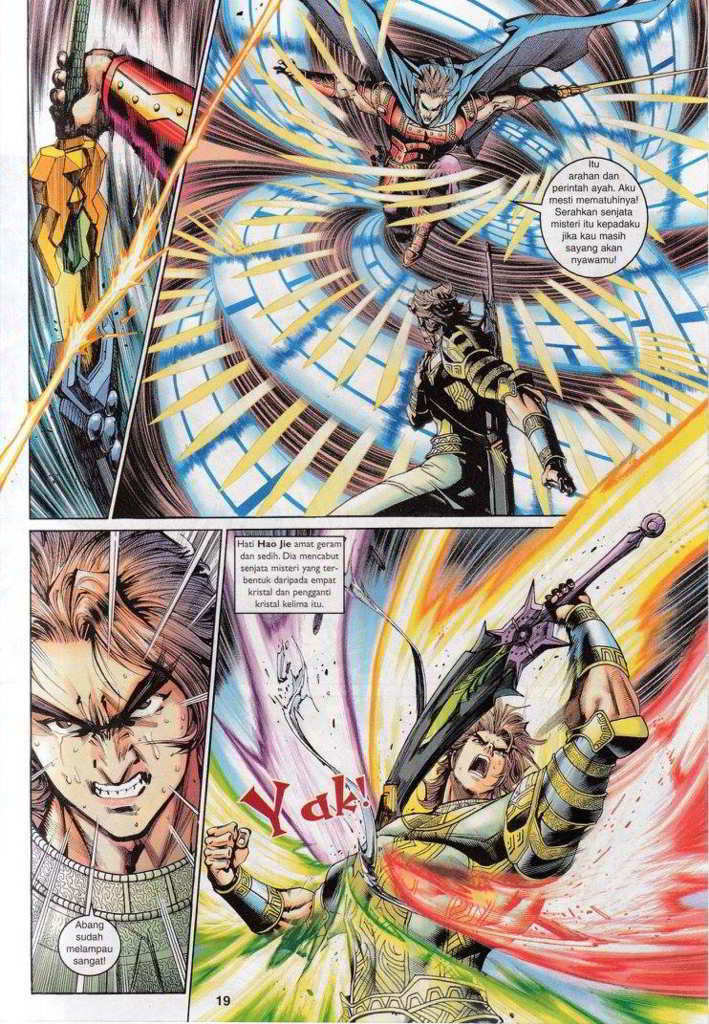 Itu
arahan dan
perintah ayah. Aku
mesti mematuhinya!
Serahkan senjata
misteri itu kepadaku
jika kau masih
sayang akan
nyawamu!
Hati Hao Jie amat geram
dan sedih. Dia mencabut
senjata misteri yang ter-
bentuk daripada empat
kristal dan pengganti
kristal kelima itu.
Yak!
Abang
sudah
melampau
sangat!
19